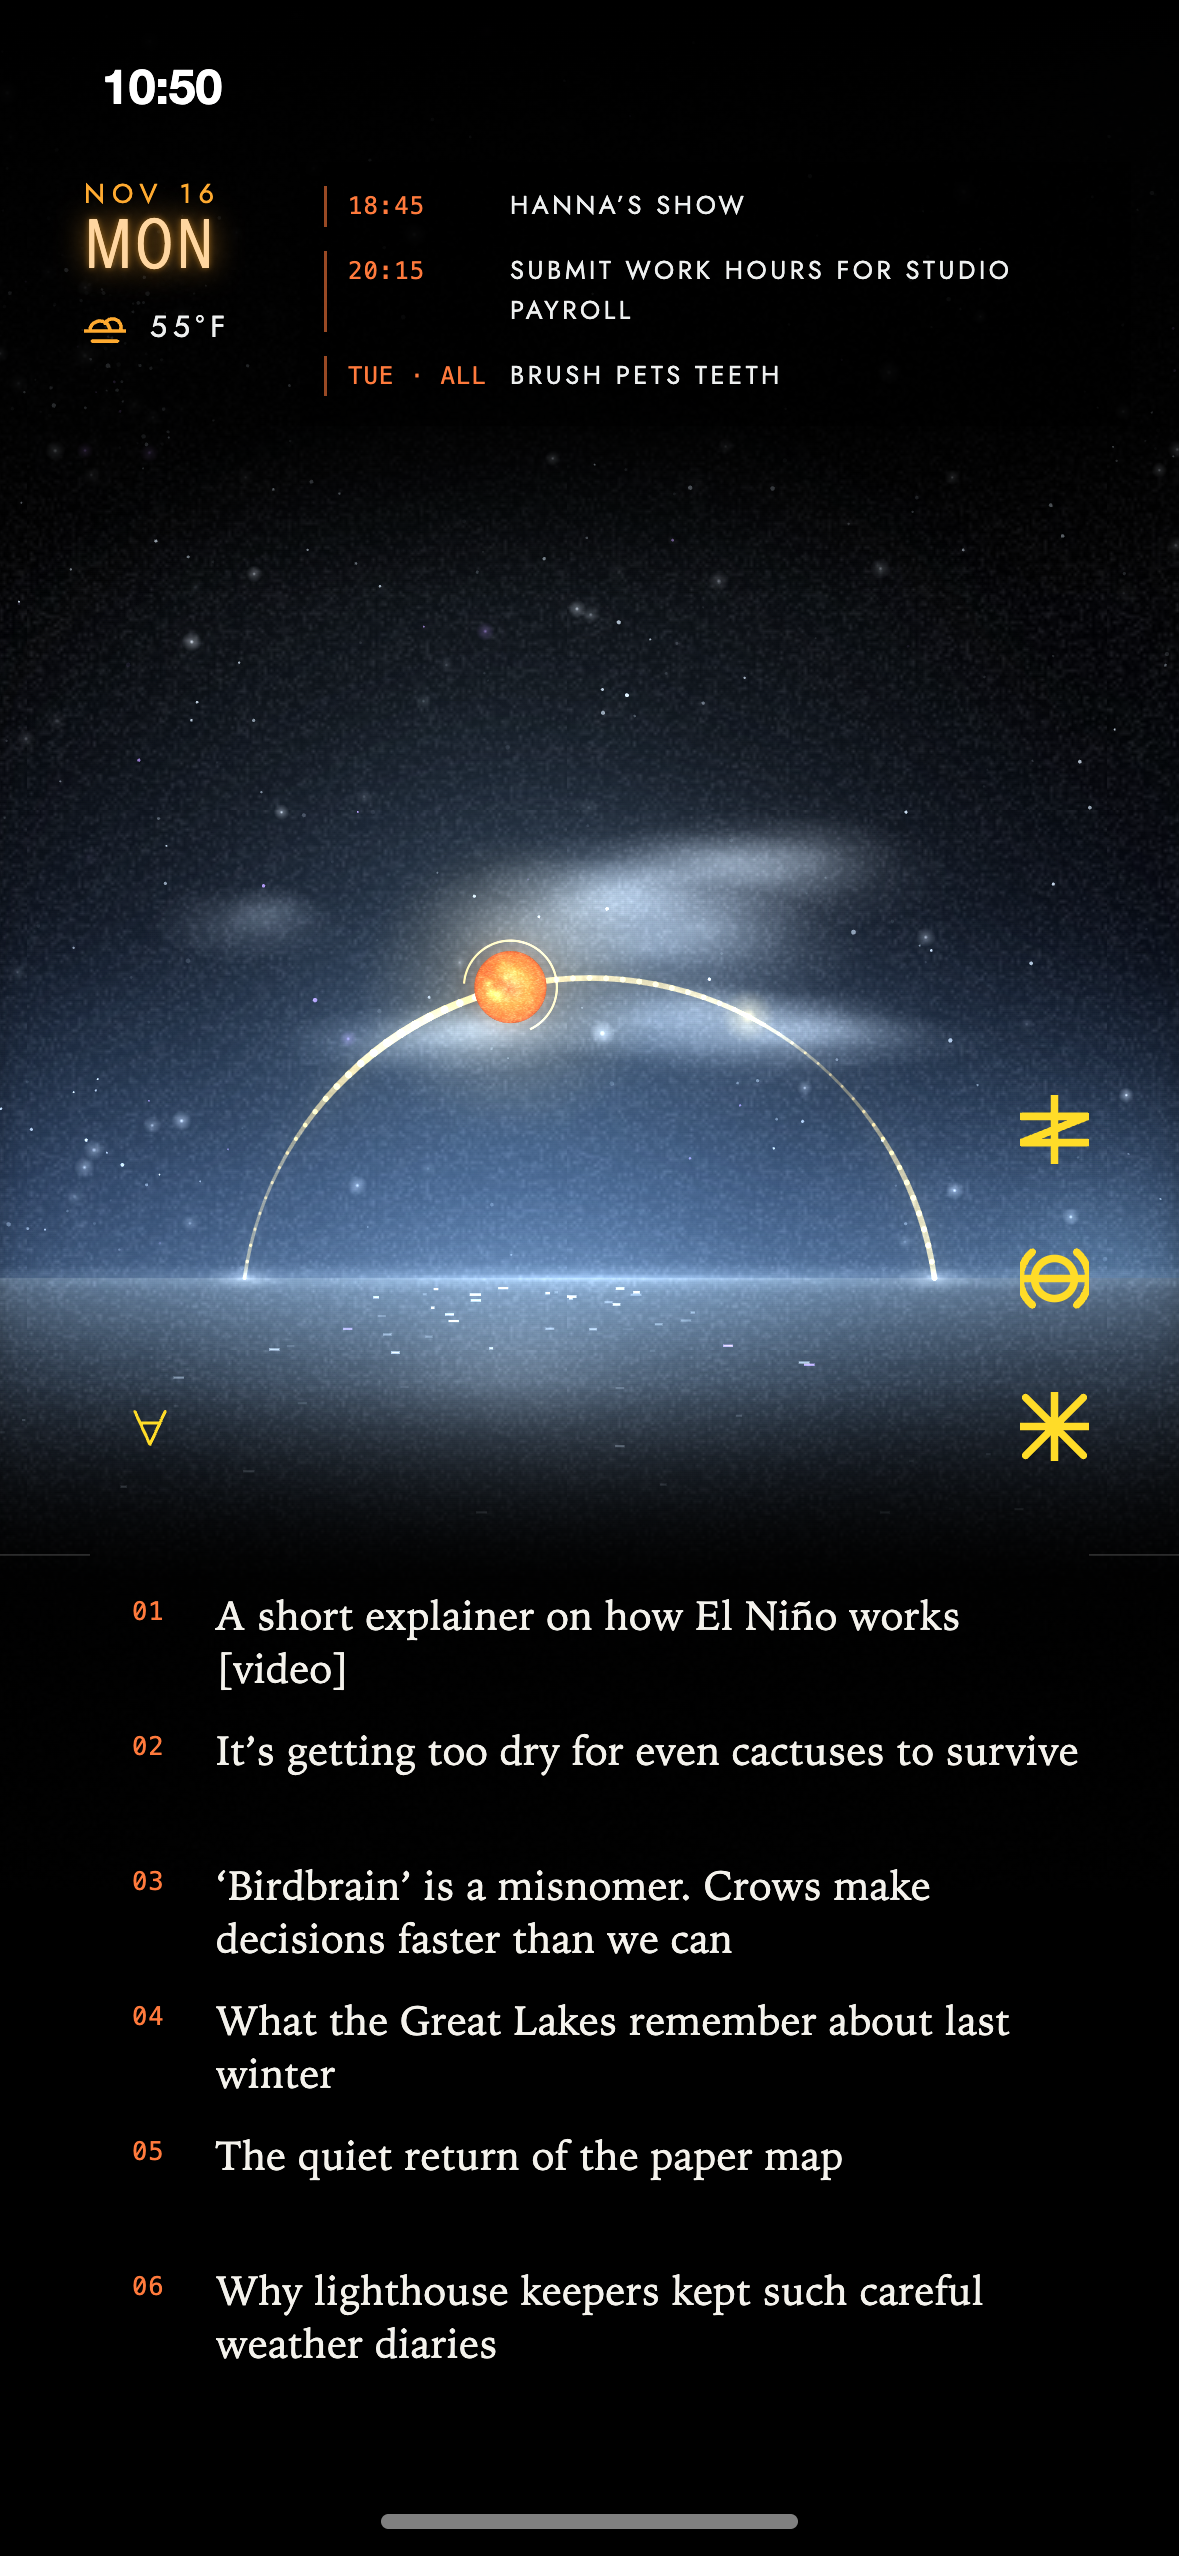 10:50
NOV 16
MON
55°F
18:45 HANNA’S SHOW
20:15 SUBMIT WORK HOURS FOR STUDIO
PAYROLL
TUE · ALL BRUSH PETS TEETH
01 A short explainer on how El Niño works
[video]
02 It’s getting too dry for even cactuses to survive
03 ‘Birdbrain’ is a misnomer. Crows make
decisions faster than we can
04 What the Great Lakes remember about last
winter
05 The quiet return of the paper map
06 Why lighthouse keepers kept such careful
weather diaries